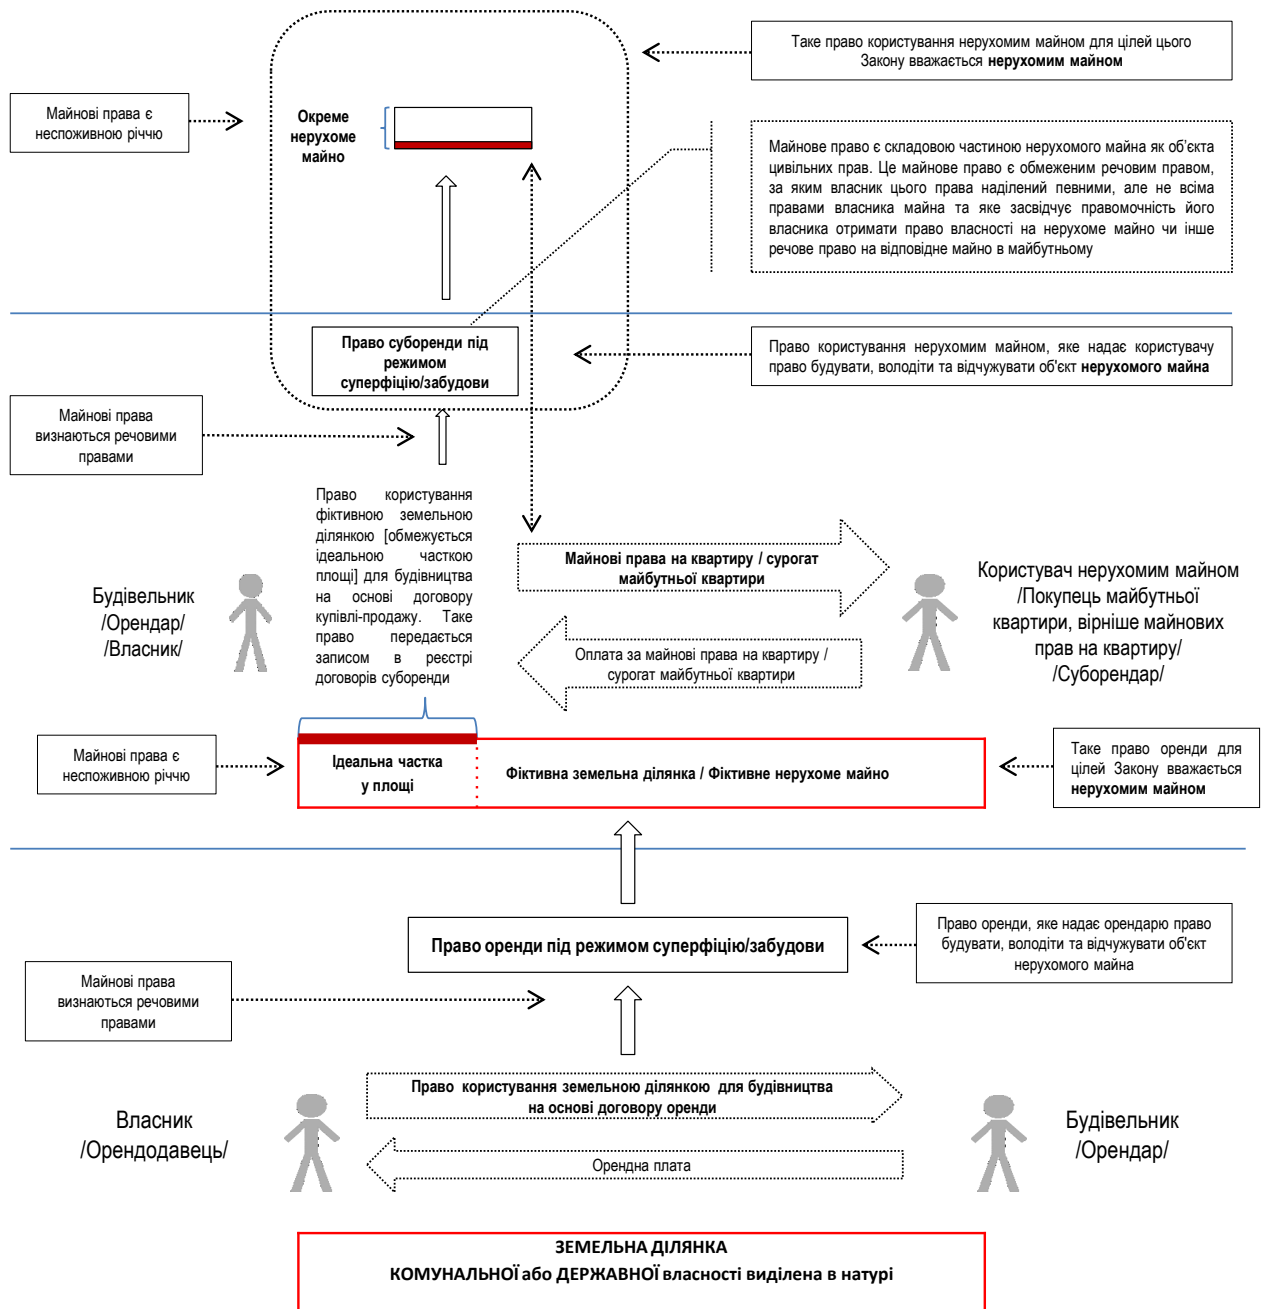 Таке право користування нерухомим майном для цілей цього
Закону вважається нерухомим майном
Майнові права є
неспоживною річчю
Окреме
нерухоме
майно
Майнове право є складовою частиною нерухомого майна як об'єкта
цивільних прав. Це майнове право є обмеженим речовим правом,
за яким власник цього права наділений певними, але не всіма
правами власника майна та яке засвідчує правомочність його
власника отримати право власності на нерухоме майно чи інше
речове право на відповідне майно в майбутньому
Право суборенди під
режимом
суперфіцію/забудови
Право користування нерухомим майном, яке надає користувачу
право будувати, володіти та відчужувати об'єкт нерухомого майна
Майнові права
визнаються речовими
правами
Право користування
фіктивною земельною
ділянкою [обмежується
ідеальною часткою
площі] для будівництва
на основі договору
купівлі-продажу. Таке
право передається
записом в реєстрі
договорів суборенди
Будівельник
/Орендар/
/Власник/
Майнові права на квартиру / сурогат
майбутньої квартири
Оплата за майнові права на квартиру /
сурогат майбутньої квартири
Користувач нерухомим майном
/Покупець майбутньої
квартири, вірніше майнових
прав на квартиру/
/Суборендар/
Майнові права є
неспоживною річчю
Ідеальна частка
у площі
Фіктивна земельна ділянка / Фіктивне нерухоме майно
Таке право оренди для
цілей Закону вважається
нерухомим майном
Право оренди під режимом суперфіцію/забудови
Право оренди, яке надає орендарю право
будувати, володіти та відчужувати об'єкт
нерухомого майна
Майнові права
визнаються речовими
правами
Право користування земельною ділянкою для будівництва
на основі договору оренди
Власник
/Орендодавець/
Орендна плата
Будівельник
/Орендар/
ЗЕМЕЛЬНА ДІЛЯНКА
КОМУНАЛЬНОЇ або ДЕРЖАВНОЇ власності виділена в натурі